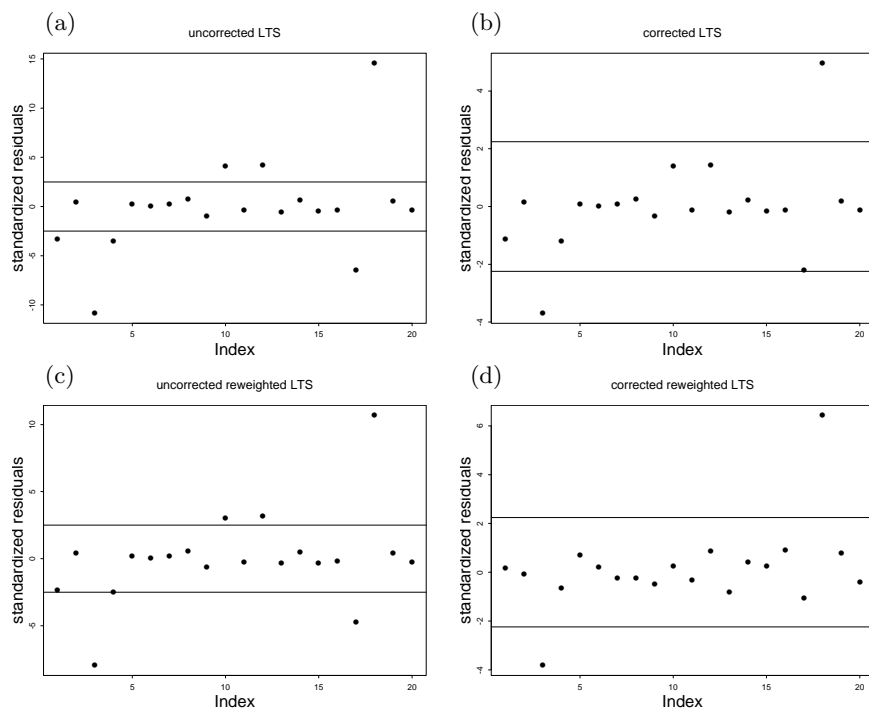 (a)
uncorrected LTS
standardized residuals
15
10
5
0
-5
-10
5
10
15
20
Index
(b)
corrected LTS
standardized residuals
4
2
0
-2
-4
5
10
15
20
Index
(c)
uncorrected reweighted LTS
standardized residuals
10
5
0
-5
5
10
15
20
Index
(d)
corrected reweighted LTS
standardized residuals
6
4
2
0
-2
-4
5
10
15
20
Index